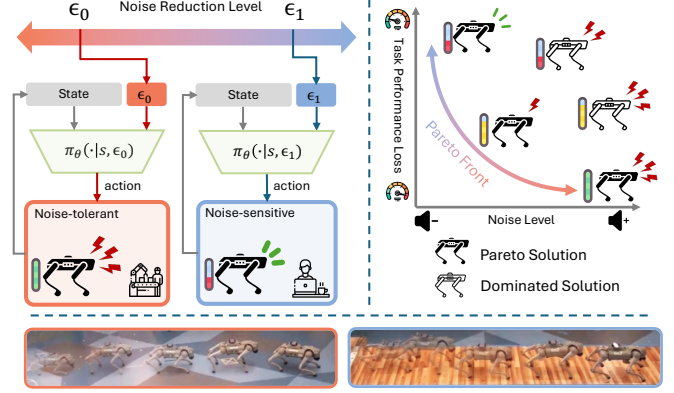 ϵ₀
Noise Reduction Level
ϵ₁
State
ϵ₀
State
ϵ₁
πθ(·|s, ϵ₀)
πθ(·|s, ϵ₁)
action
action
Noise-tolerant
Noise-sensitive
Task Performance Loss
Pareto Front
−
Noise Level
+
Pareto Solution
Dominated Solution